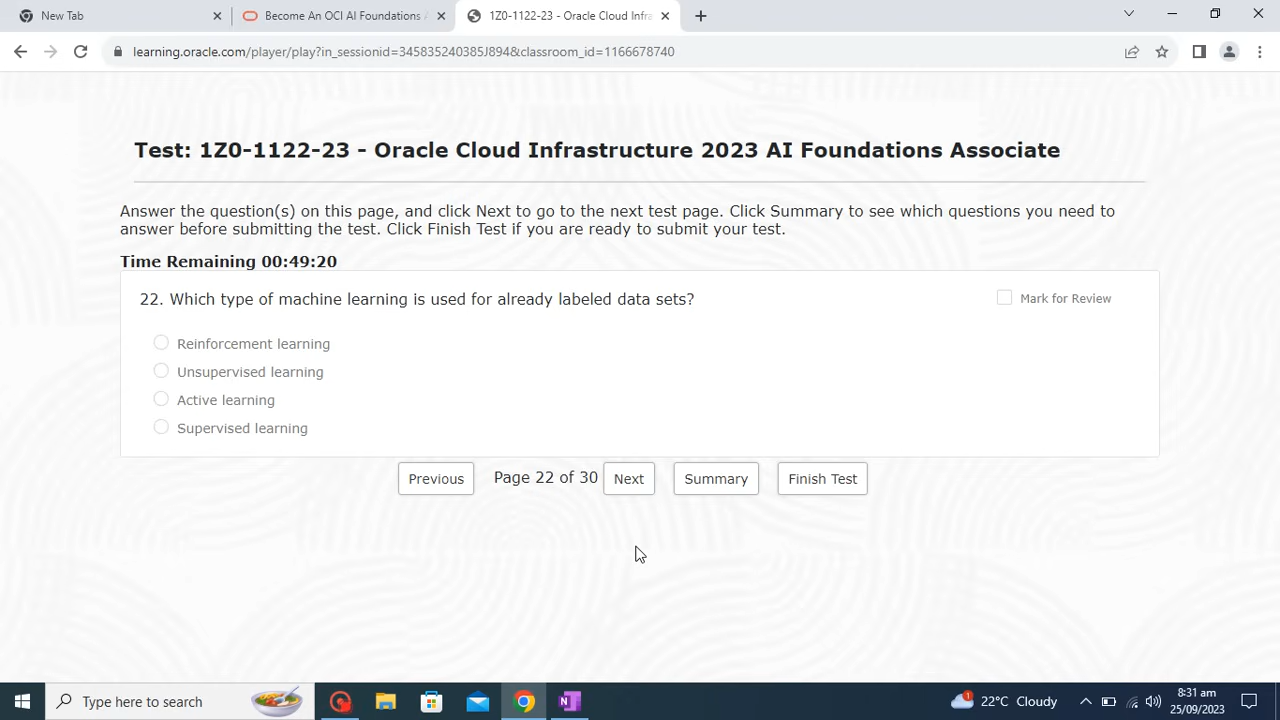 New Tab
Become An OCI AI Foundations A
1Z0-1122-23 - Oracle Cloud Infra
learning.oracle.com/player/play?in_sessionid=345835240385J894&classroom_id=1166678740
Test: 1Z0-1122-23 - Oracle Cloud Infrastructure 2023 AI Foundations Associate
Answer the question(s) on this page, and click Next to go to the next test page. Click Summary to see which questions you need to
answer before submitting the test. Click Finish Test if you are ready to submit your test.
Time Remaining 00:49:20
22. Which type of machine learning is used for already labeled data sets?
Mark for Review
Reinforcement learning
Unsupervised learning
Active learning
Supervised learning
Previous
Page 22 of 30
Next
Summary
Finish Test
Type here to search
1
22°C Cloudy
8:31 am
25/09/2023